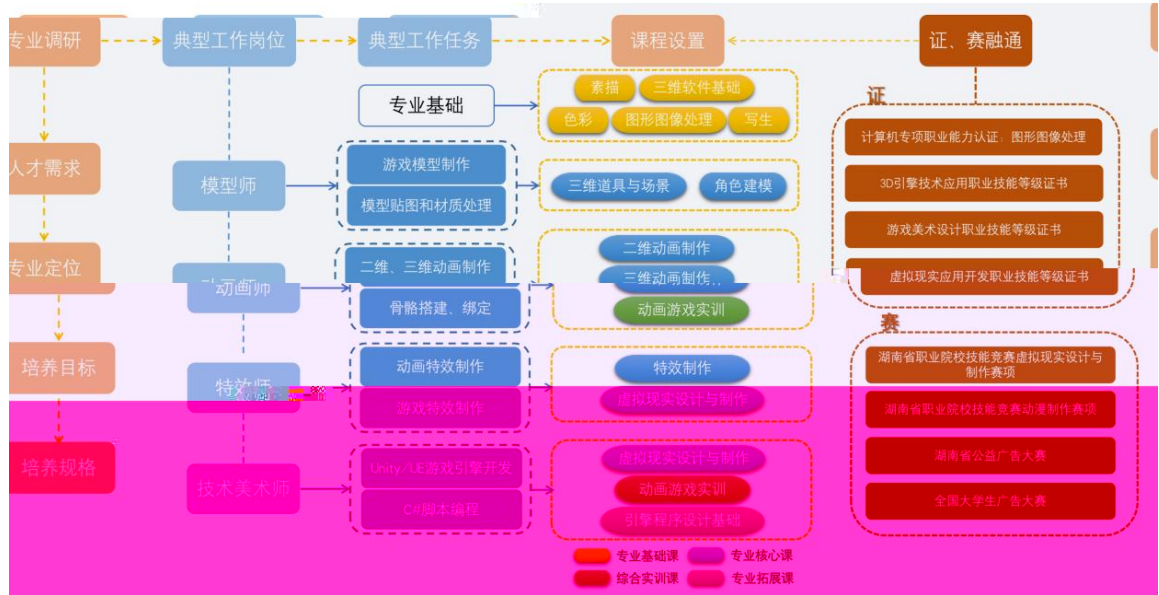 专业调研
典型工作岗位
典型工作任务
课程设置
证、赛融通
专业基础
素描
三维软件基础
色彩
图形图像处理
写生
证
计算机专项职业能力认证：图形图像处理
人才需求
模型师
游戏模型制作
模型贴图和材质处理
三维道具与场景
角色建模
3D引擎技术应用职业技能等级证书
游戏美术设计职业技能等级证书
专业定位
动画师
二维、三维动画制作
骨骼搭建、绑定
二维动画制作
三维动画制作
动画游戏实训
虚拟现实应用开发职业技能等级证书
赛
培养目标
特效师
动画特效制作
游戏特效制作
特效制作
虚拟现实设计与制作
湖南省职业院校技能竞赛虚拟现实设计与
制作赛项
湖南省职业院校技能竞赛动漫制作赛项
培养规格
技术美术师
Unity/UE游戏引擎开发
C#脚本编程
虚拟现实设计与制作
动画游戏实训
引擎程序设计基础
湖南省公益广告大赛
全国大学生广告大赛
专业基础课
专业核心课
综合实训课
专业拓展课